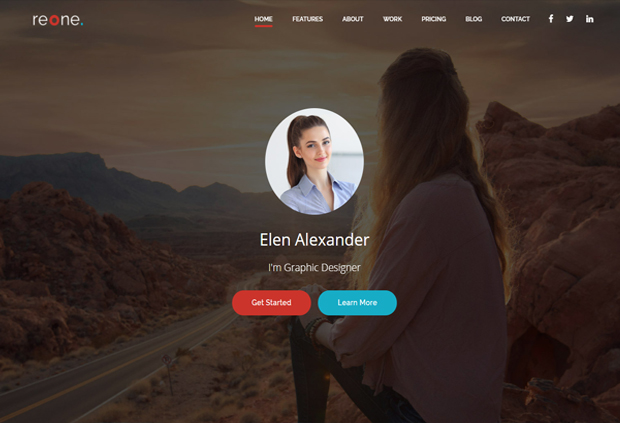 reone.
HOME FEATURES ABOUT WORK PRICING BLOG CONTACT
Elen Alexander
I'm Graphic Designer
Get Started Learn More